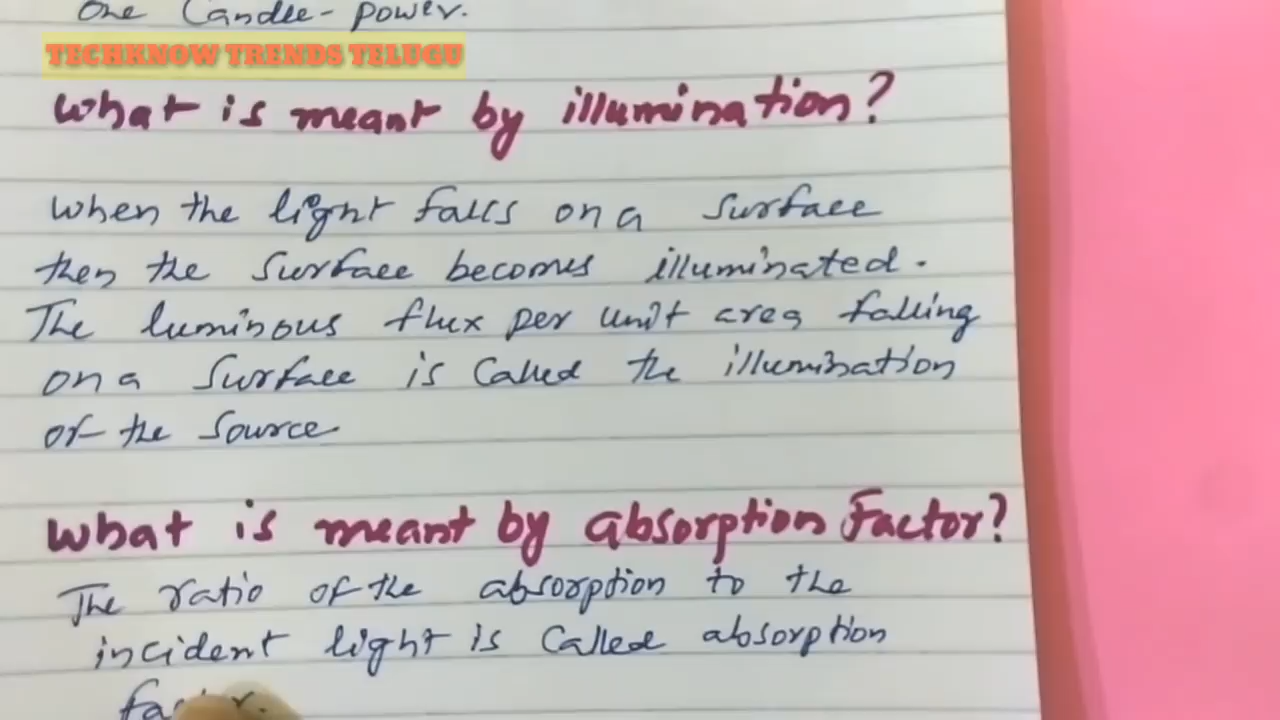 one Candle-power.
TECHKNOW TRENDS TELUGU
What is meant by illumination?
When the light falls on a surface
then the surface becomes illuminated.
The luminous flux per unit area falling
on a surface is called the illumination
of the source
What is meant by absorption Factor?
The ratio of the absorption to the
incident light is called absorption